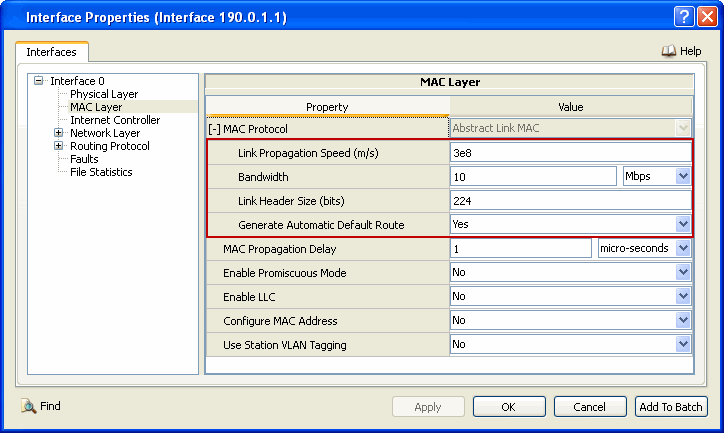 Interface Properties (Interface 190.0.1.1)
Interfaces
Help
Interface 0
Physical Layer
MAC Layer
Internet Controller
Network Layer
Routing Protocol
Faults
File Statistics
MAC Layer
Property Value
[-] MAC Protocol Abstract Link MAC
Link Propagation Speed (m/s) 3e8
Bandwidth 10 Mbps
Link Header Size (bits) 224
Generate Automatic Default Route Yes
MAC Propagation Delay 1 micro-seconds
Enable Promiscuous Mode No
Enable LLC No
Configure MAC Address No
Use Station VLAN Tagging No
Find Apply OK Cancel Add To Batch